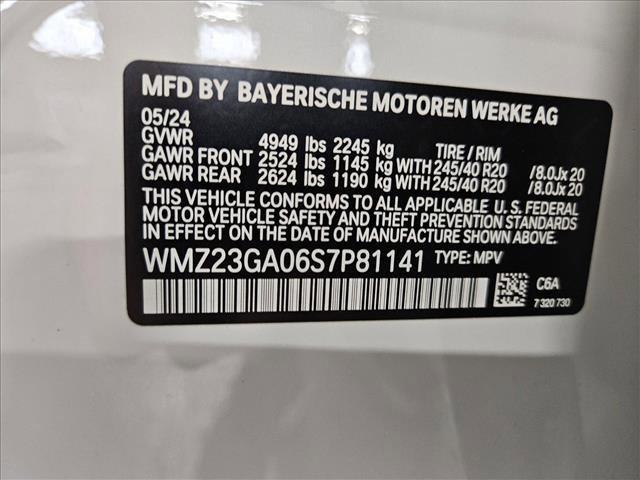 MFD BY BAYERISCHE MOTOREN WERKE AG
05/24
GVWR 4949 lbs 2245 kg TIRE / RIM
GAWR FRONT 2524 lbs 1145 kg WITH 245/40 R20 /8.0Jx20
GAWR REAR 2624 lbs 1190 kg WITH 245/40 R20 /8.0Jx20
THIS VEHICLE CONFORMS TO ALL APPLICABLE U. S. FEDERAL
MOTOR VEHICLE SAFETY AND THEFT PREVENTION STANDARDS
IN EFFECT ON THE DATE OF MANUFACTURE SHOWN ABOVE.
WMZ23GA06S7P81141 TYPE: MPV
C6A
7 320 730